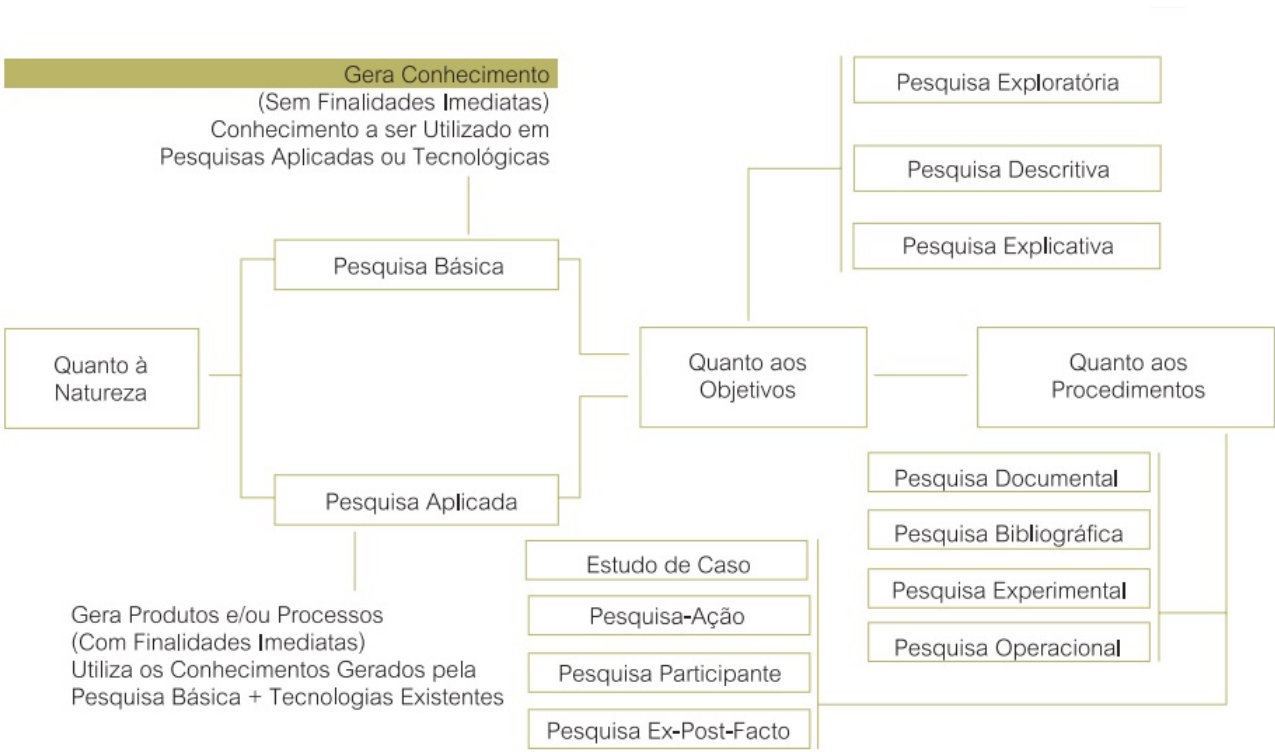 Gera Conhecimento
(Sem Finalidades Imediatas)
Conhecimento a ser Utilizado em
Pesquisas Aplicadas ou Tecnológicas
Pesquisa Básica
Quanto à
Natureza
Pesquisa Aplicada
Gera Produtos e/ou Processos
(Com Finalidades Imediatas)
Utiliza os Conhecimentos Gerados pela
Pesquisa Básica + Tecnologias Existentes
Quanto aos
Objetivos
Pesquisa Exploratória
Pesquisa Descritiva
Pesquisa Explicativa
Quanto aos
Procedimentos
Pesquisa Documental
Pesquisa Bibliográfica
Pesquisa Experimental
Pesquisa Operacional
Estudo de Caso
Pesquisa-Ação
Pesquisa Participante
Pesquisa Ex-Post-Facto